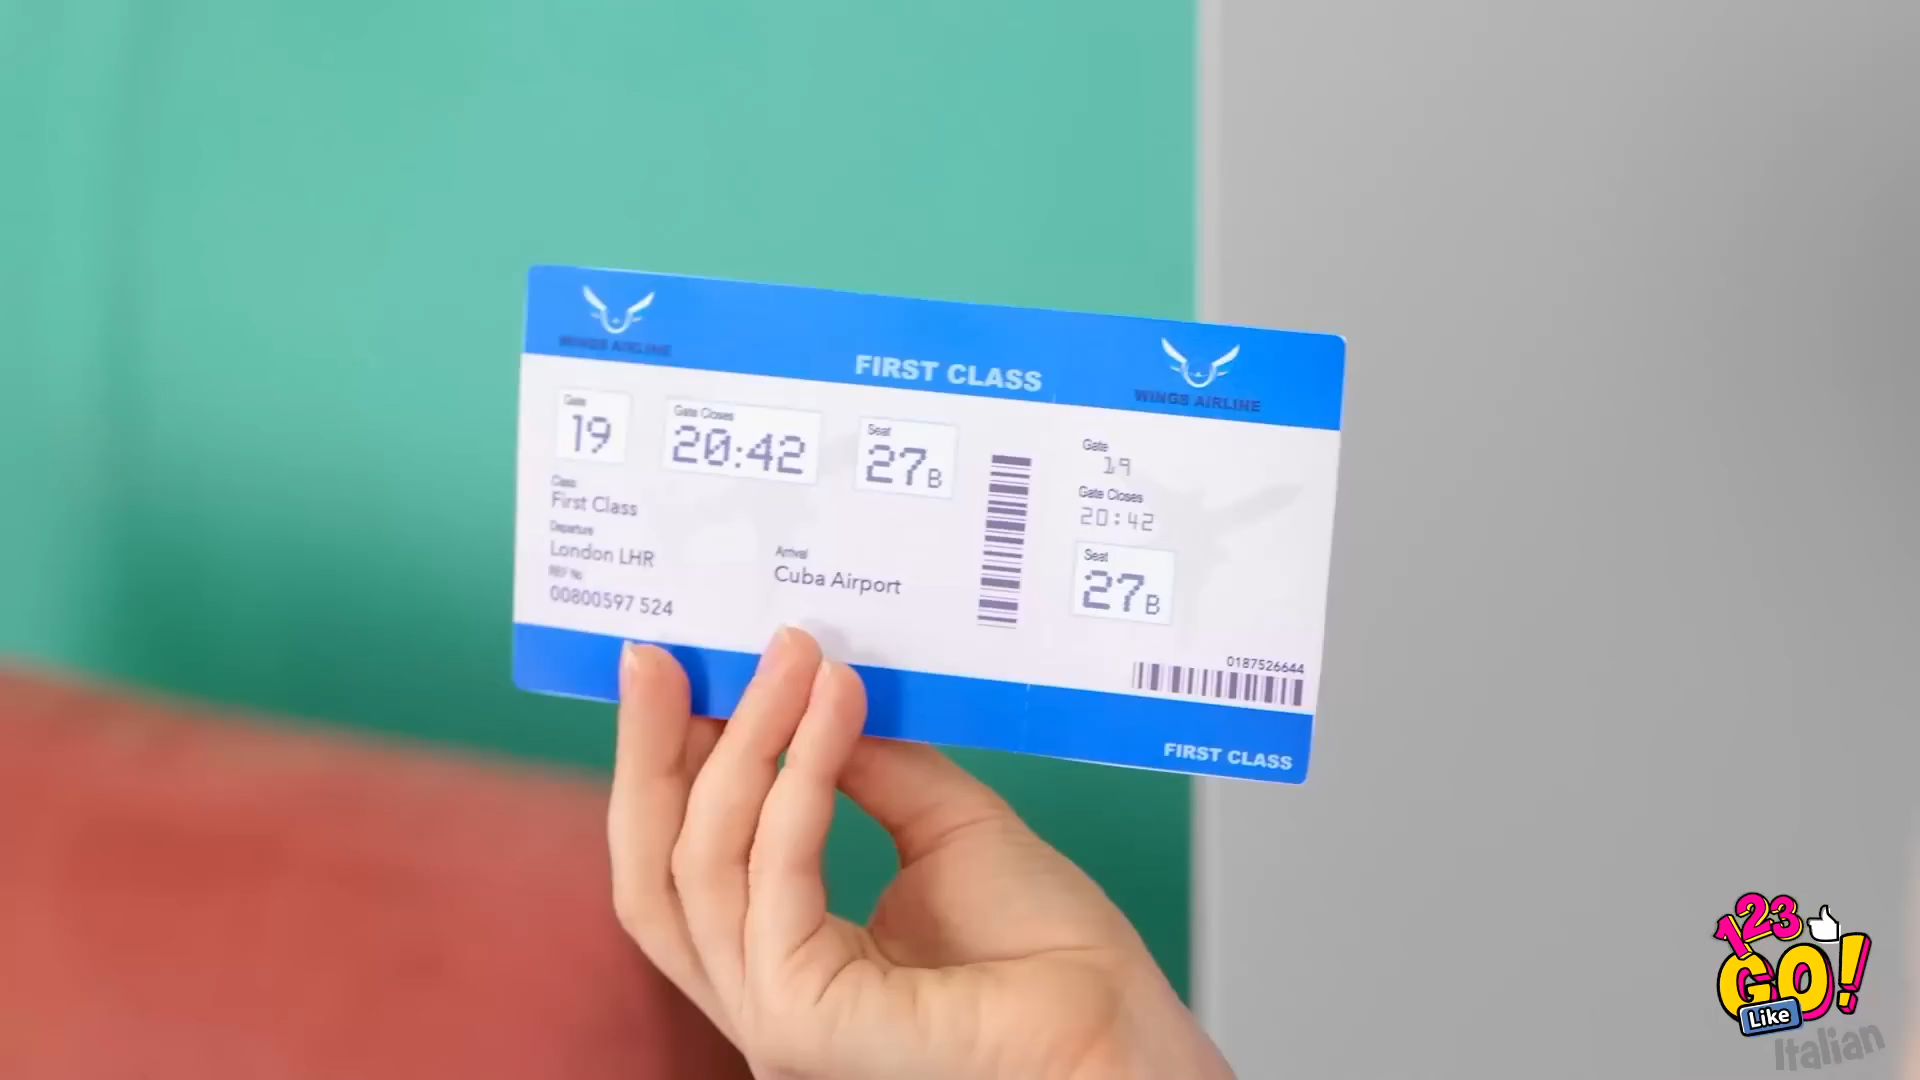 WINGS AIRLINE
FIRST CLASS
WINGS AIRLINE
Gate
19
Gate Closes
20:42
Seat
27B
Class
First Class
Departure
London LHR
REF No
00800597 524
Arrival
Cuba Airport
Gate
19
Gate Closes
20:42
Seat
27B
0187526644
FIRST CLASS
123
GO!
Like
Italian